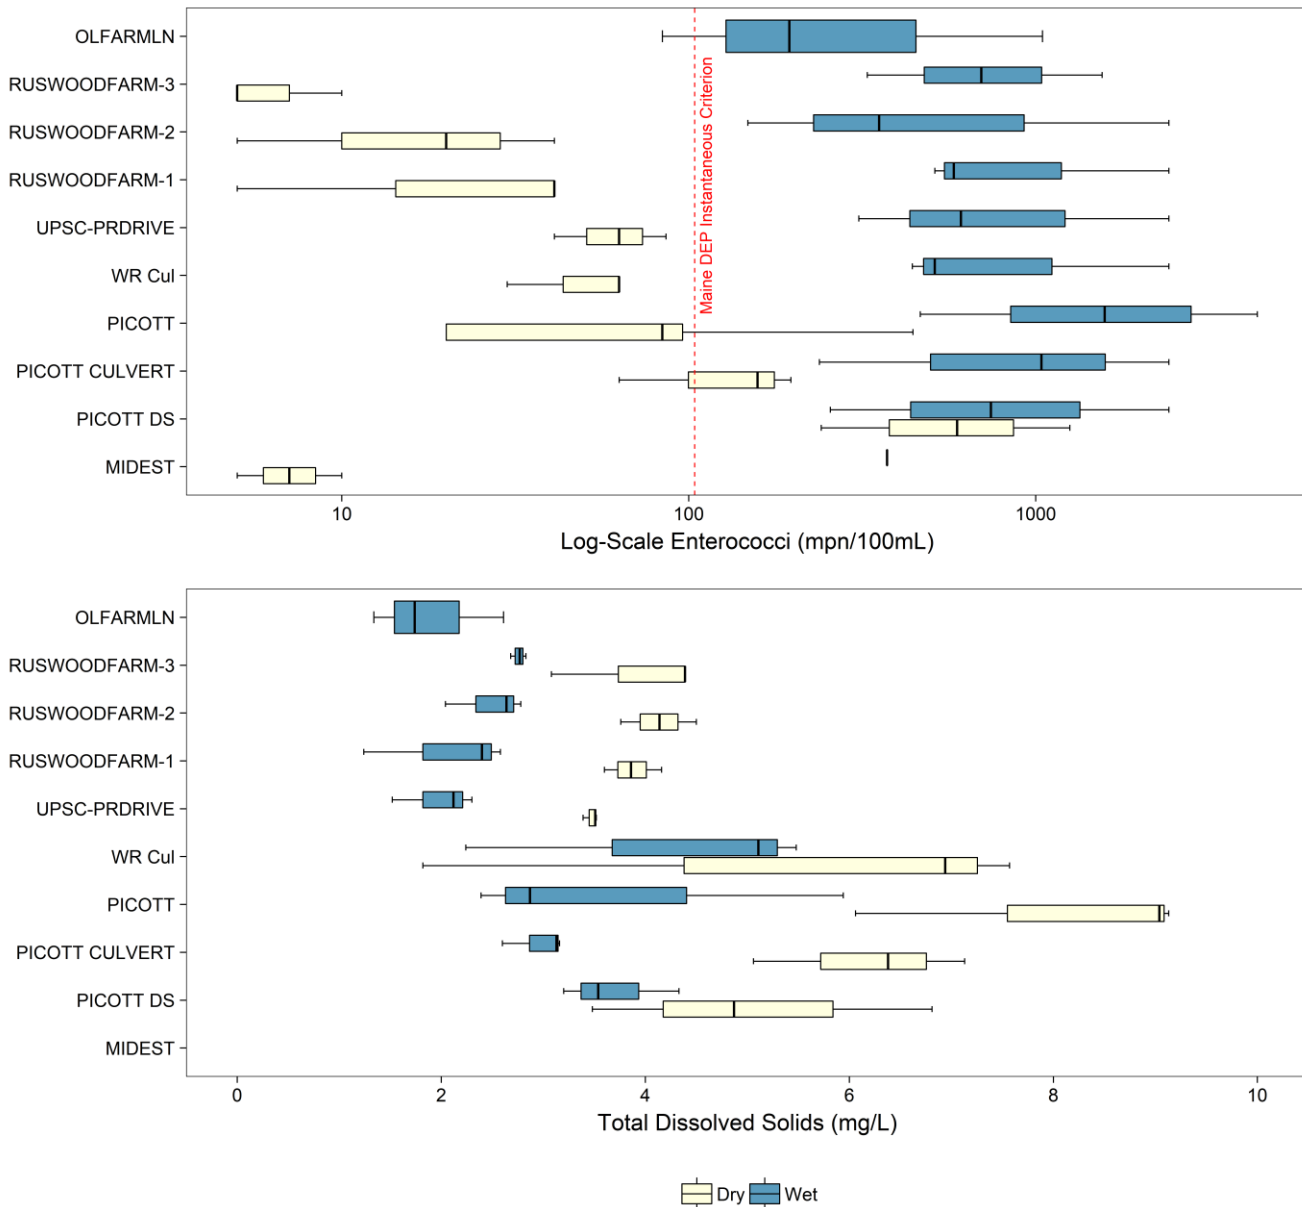 OLFARMLN
RUSWOODFARM-3
RUSWOODFARM-2
RUSWOODFARM-1
UPSC-PRDRIVE
WR Cul
PICOTT
PICOTT CULVERT
PICOTT DS
MIDEST
Maine DEP Instantaneous Criterion
10 100 1000
Log-Scale Enterococci (mpn/100mL)
OLFARMLN
RUSWOODFARM-3
RUSWOODFARM-2
RUSWOODFARM-1
UPSC-PRDRIVE
WR Cul
PICOTT
PICOTT CULVERT
PICOTT DS
MIDEST
0 2 4 6 8 10
Total Dissolved Solids (mg/L)
Dry Wet